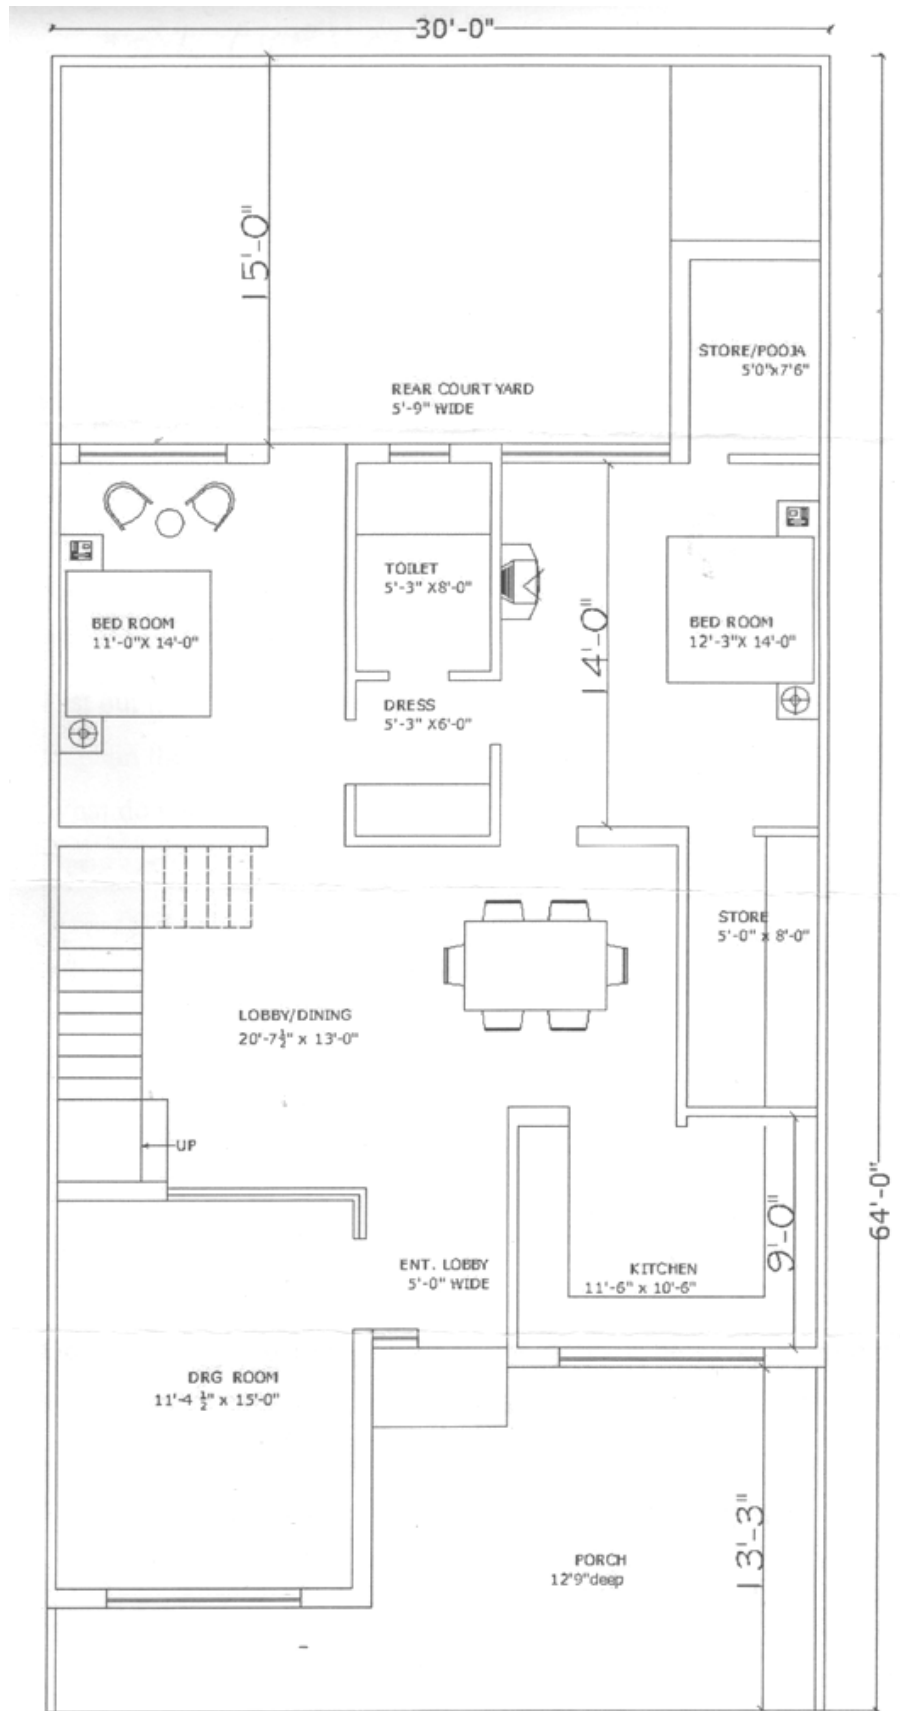 30'-0"
15'-0"
STORE/POOJA
5'0"x7'6"
REAR COURT YARD
5'-9" WIDE
TOILET
5'-3" X8'-0"
BED ROOM
11'-0"X 14'-0"
14'-0"
BED ROOM
12'-3"X 14'-0"
DRESS
5'-3" X6'-0"
STORE
5'-0" x 8'-0"
LOBBY/DINING
20'-7½" x 13'-0"
UP
64'-0"
9'-0"
ENT. LOBBY
5'-0" WIDE
KITCHEN
11'-6" x 10'-6"
DRG ROOM
11'-4 ½" x 15'-0"
13'-3"
PORCH
12'9"deep